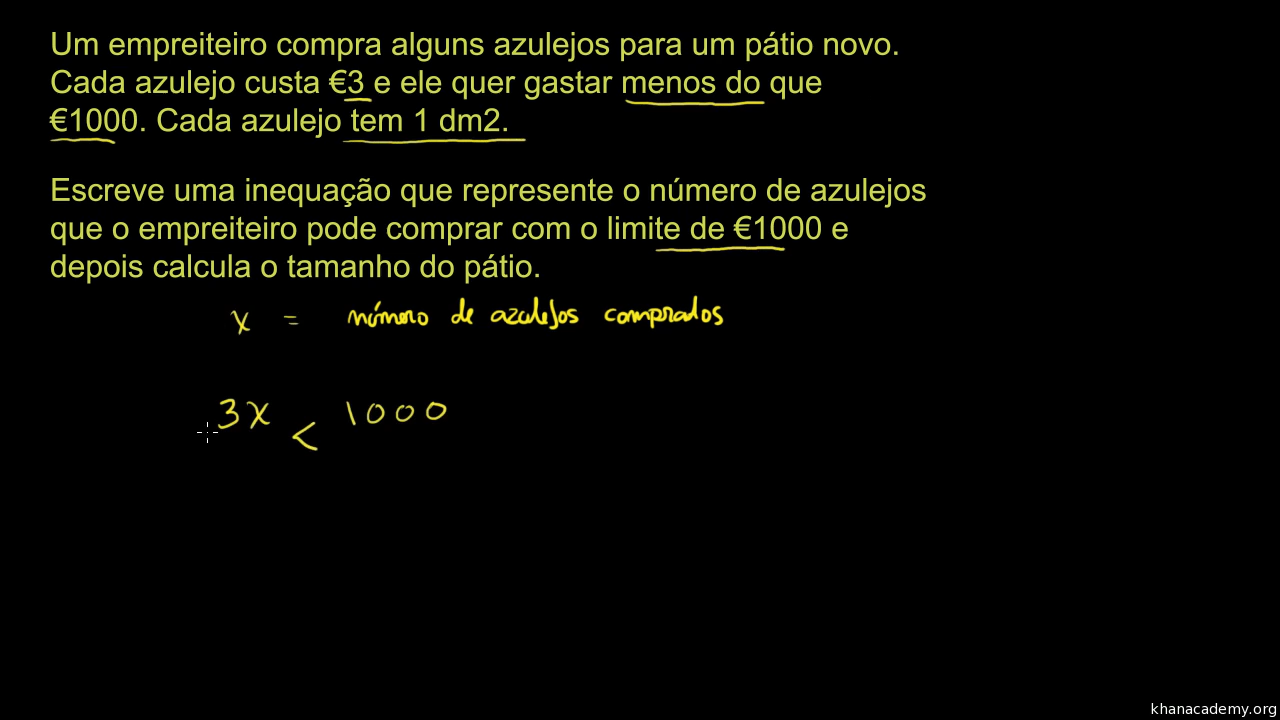 Um empreiteiro compra alguns azulejos para um pátio novo.
Cada azulejo custa €3 e ele quer gastar menos do que
€1000. Cada azulejo tem 1 dm2.
Escreve uma inequação que represente o número de azulejos
que o empreiteiro pode comprar com o limite de €1000 e
depois calcula o tamanho do pátio.
x = número de azulejos comprados
3x < 1000
khanacademy.org